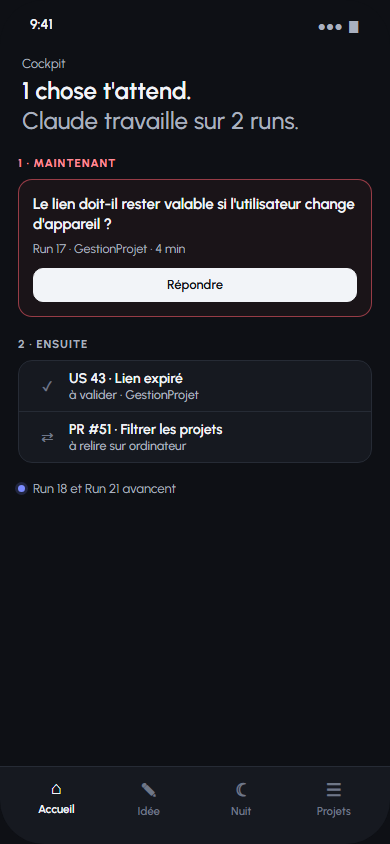 9:41
Cockpit
1 chose t'attend.
Claude travaille sur 2 runs.
1 · MAINTENANT
Le lien doit-il rester valable si l'utilisateur change
d'appareil ?
Run 17 · GestionProjet · 4 min
Répondre
2 · ENSUITE
US 43 · Lien expiré
à valider · GestionProjet
PR #51 · Filtrer les projets
à relire sur ordinateur
Run 18 et Run 21 avancent
Accueil
Idée
Nuit
Projets